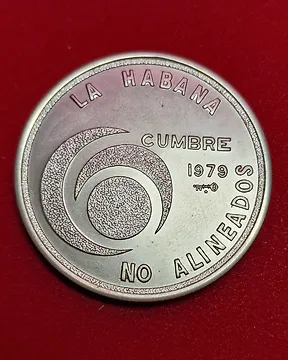 LA HABANA
CUMBRE
1979
NO ALINEADOS